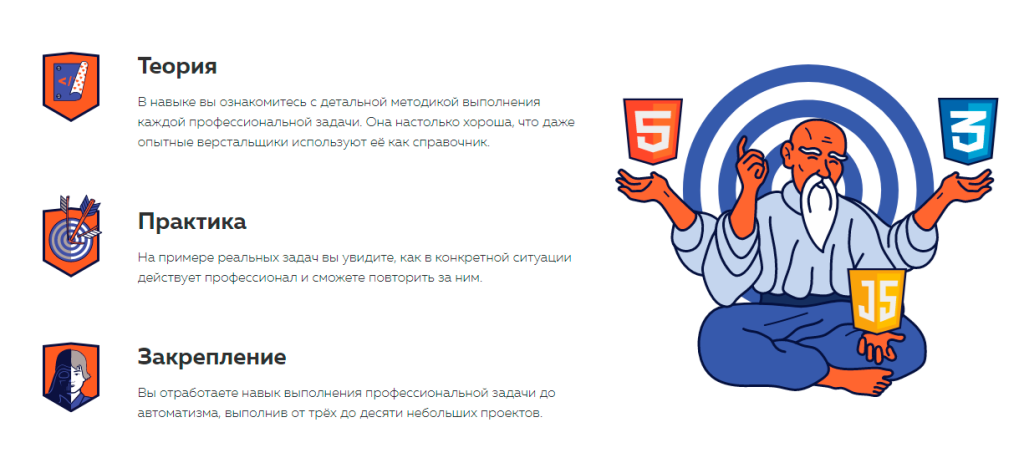 Теория
В навыке вы ознакомитесь с детальной методикой выполнения
каждой профессиональной задачи. Она настолько хороша, что даже
опытные верстальщики используют её как справочник.
Практика
На примере реальных задач вы увидите, как в конкретной ситуации
действует профессионал и сможете повторить за ним.
Закрепление
Вы отработаете навык выполнения профессиональной задачи до
автоматизма, выполнив от трёх до десяти небольших проектов.
5
3
JS